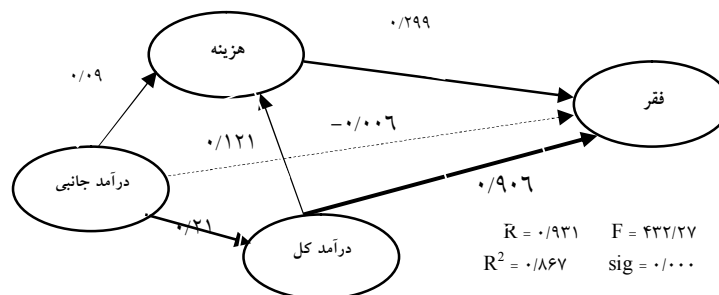 ۰/۲۹۹
هزینه
۰/۰۹
فقر
-۰/۰۰۶
۰/۱۲۱
درآمد جانبی
۰/۹۰۶
۰/۲۱
درآمد کل
R = ۰/۹۳۱ F = ۴۳۲/۲۷
R² = ۰/۸۶۷ sig = ۰/۰۰۰